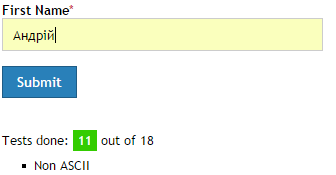 First Name*
Андрій
Submit
Tests done: 11 out of 18
Non ASCII